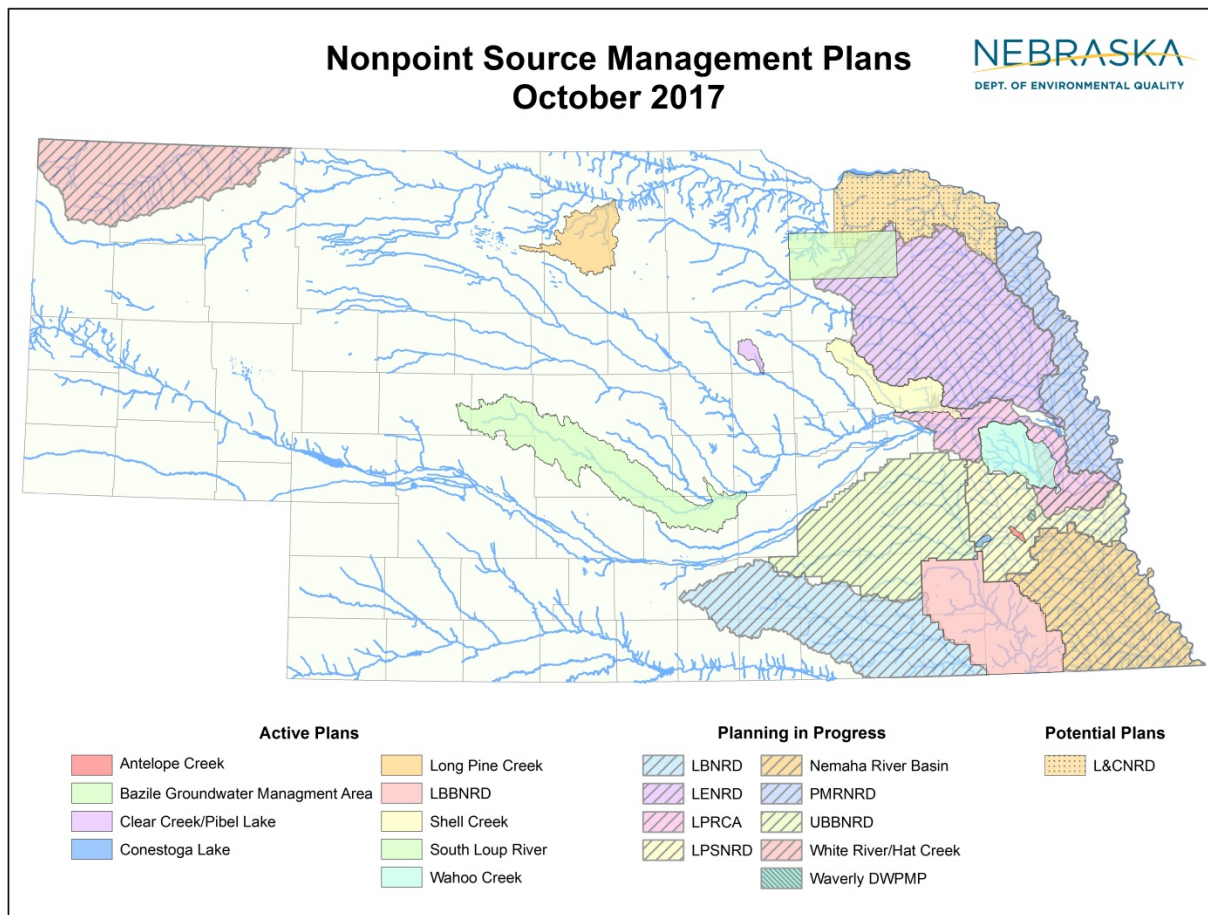 Nonpoint Source Management Plans
October 2017
NEBRASKA
DEPT. OF ENVIRONMENTAL QUALITY
Active Plans
Antelope Creek
Bazile Groundwater Managment Area
Clear Creek/Pibel Lake
Conestoga Lake
Long Pine Creek
LBBNRD
Shell Creek
South Loup River
Wahoo Creek
Planning in Progress
LBNRD
LENRD
LPRCA
LPSNRD
Nemaha River Basin
PMRNRD
UBBNRD
White River/Hat Creek
Waverly DWPMP
Potential Plans
L&CNRD